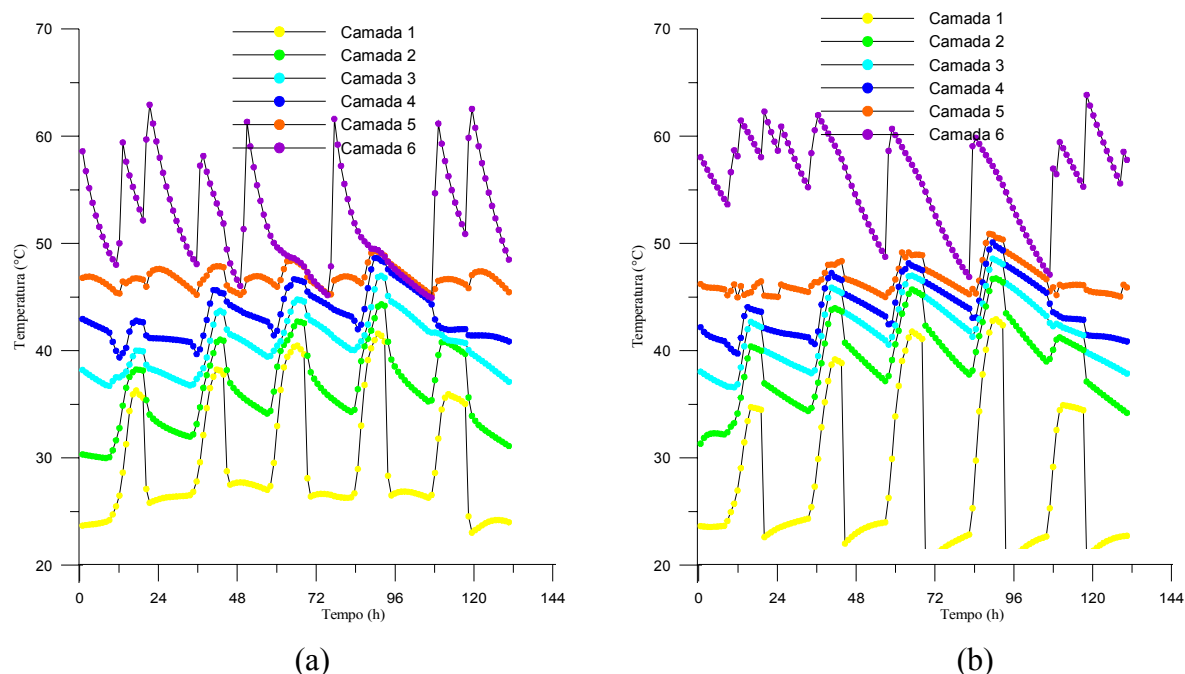 70
60
50
40
30
20
Temperatura (°C)
Camada 1
Camada 2
Camada 3
Camada 4
Camada 5
Camada 6
0 24 48 72 96 120 144
Tempo (h)
(a)
70
60
50
40
30
20
Temperatura (°C)
Camada 1
Camada 2
Camada 3
Camada 4
Camada 5
Camada 6
0 24 48 72 96 120 144
Tempo (h)
(b)